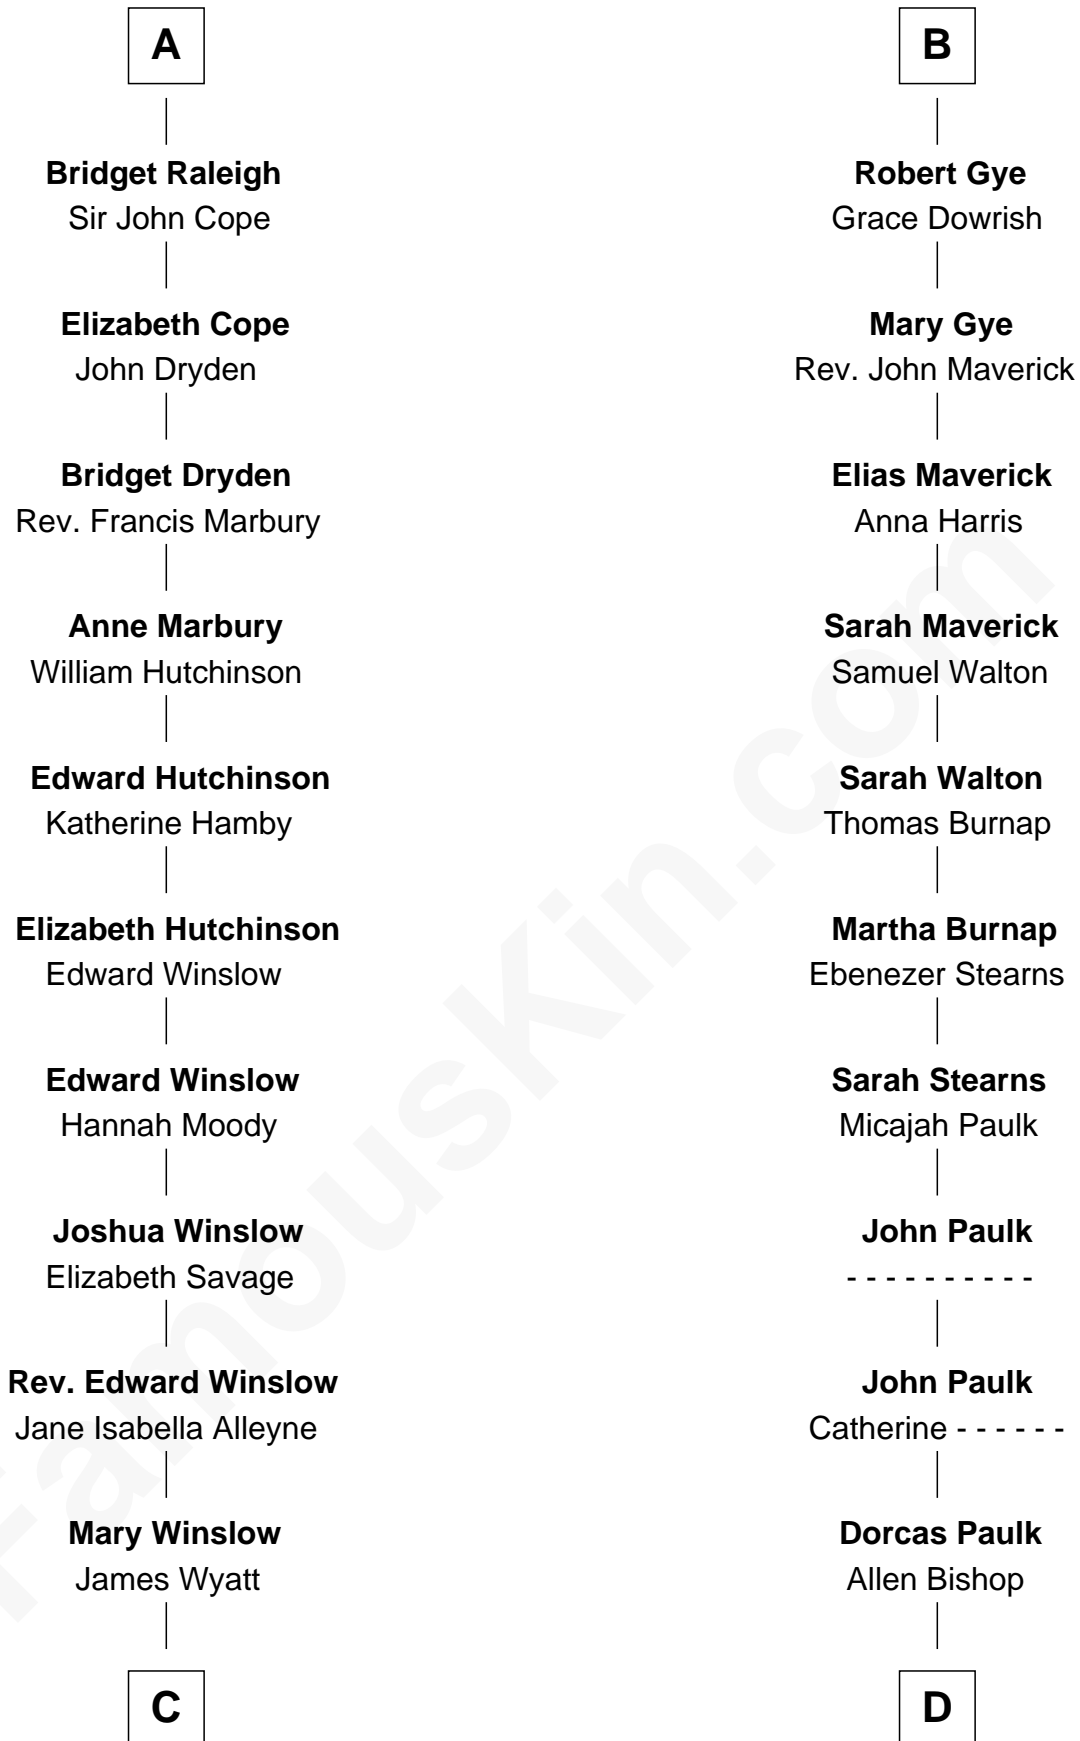 A
Bridget Raleigh
Sir John Cope
Elizabeth Cope
John Dryden
Bridget Dryden
Rev. Francis Marbury
Anne Marbury
William Hutchinson
Edward Hutchinson
Katherine Hamby
Elizabeth Hutchinson
Edward Winslow
Edward Winslow
Hannah Moody
Joshua Winslow
Elizabeth Savage
Rev. Edward Winslow
Jane Isabella Alleyne
Mary Winslow
James Wyatt
C
B
Robert Gye
Grace Dowrish
Mary Gye
Rev. John Maverick
Elias Maverick
Anna Harris
Sarah Maverick
Samuel Walton
Sarah Walton
Thomas Burnap
Martha Burnap
Ebenezer Stearns
Sarah Stearns
Micajah Paulk
John Paulk
- - - - - - - - - -
John Paulk
Catherine - - - - - -
Dorcas Paulk
Allen Bishop
D
FamousKin.com